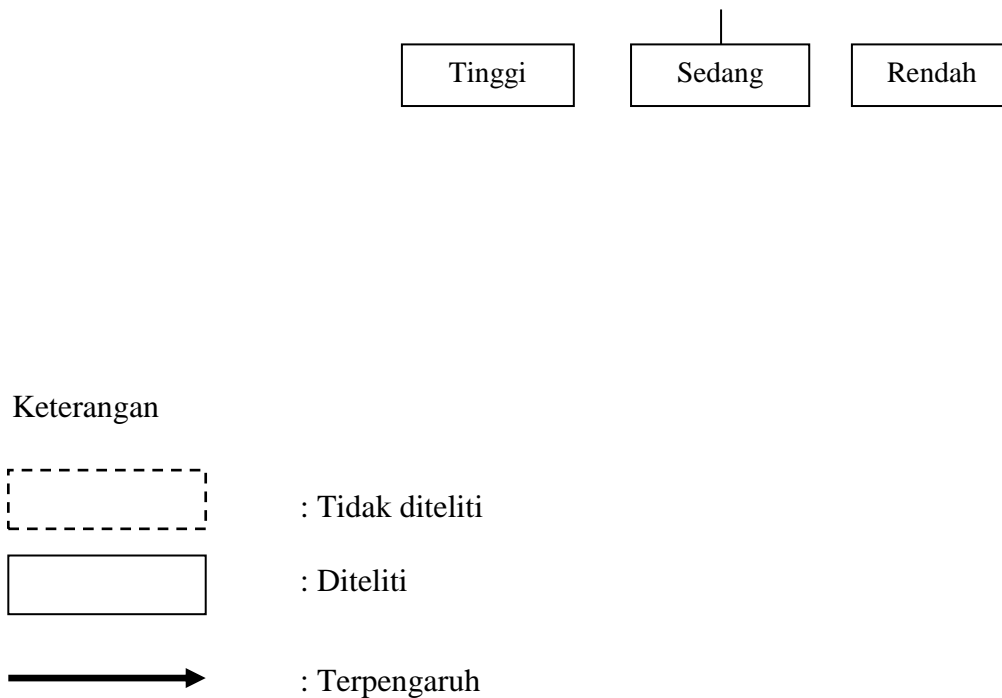 Tinggi Sedang Rendah
Keterangan
: Tidak diteliti
: Diteliti
: Terpengaruh